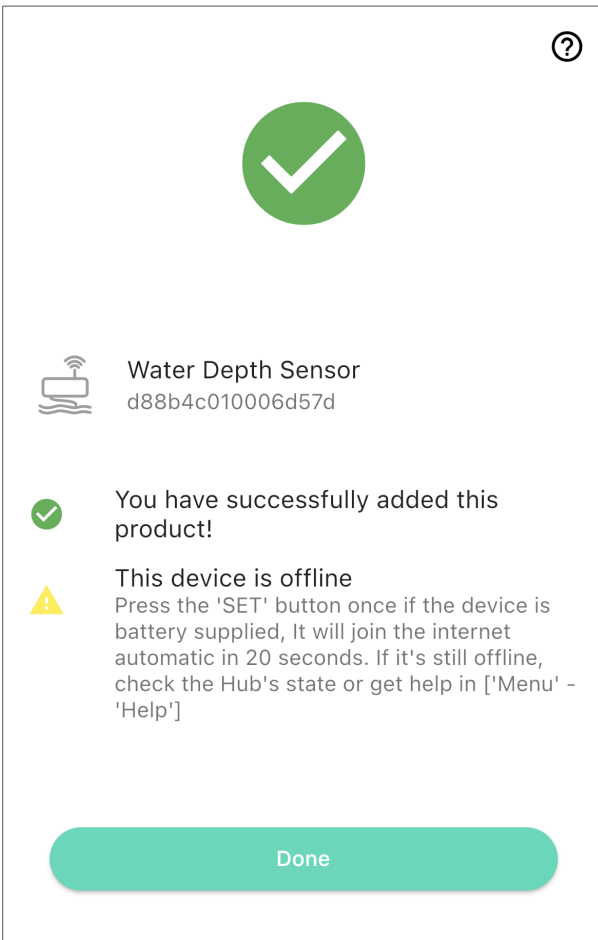 Water Depth Sensor
d88b4c010006d57d
You have successfully added this
product!
This device is offline
Press the 'SET' button once if the device is
battery supplied, It will join the internet
automatic in 20 seconds. If it's still offline,
check the Hub's state or get help in ['Menu' -
'Help']
Done